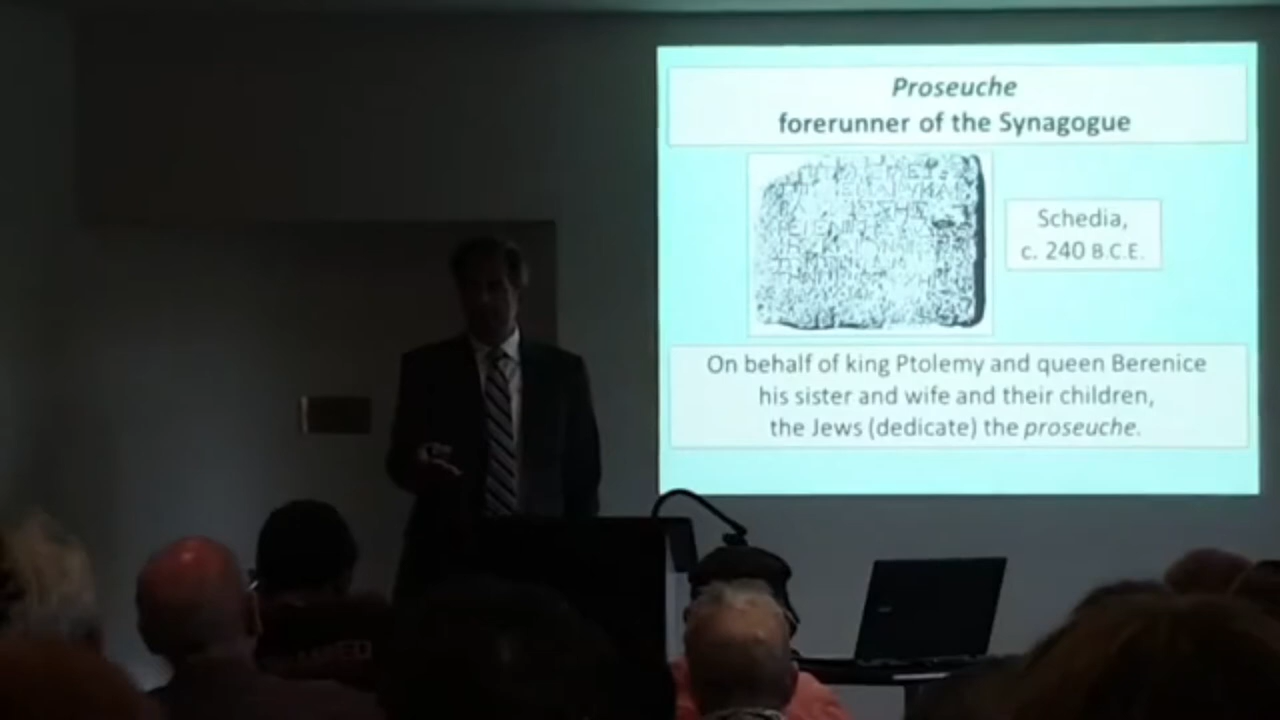 Proseuche
forerunner of the Synagogue
Schedia,
c. 240 B.C.E.
On behalf of king Ptolemy and queen Berenice
his sister and wife and their children,
the Jews (dedicate) the proseuche.